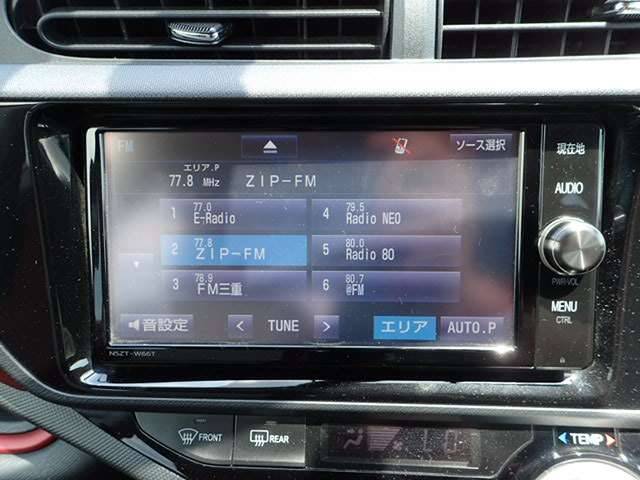 FM
ソース選択
現在地
エリア.P
77.8 MHz ZIP-FM
AUDIO
1 77.0 E-Radio
4 79.5 Radio NEO
2 77.8 ZIP-FM
5 80.0 Radio 80
3 78.9 FM三重
6 80.7 @FM
PWR·VOL
MENU
CTRL
音設定
< TUNE >
エリア
AUTO.P
NSZT-W66T
FRONT
REAR
TEMP